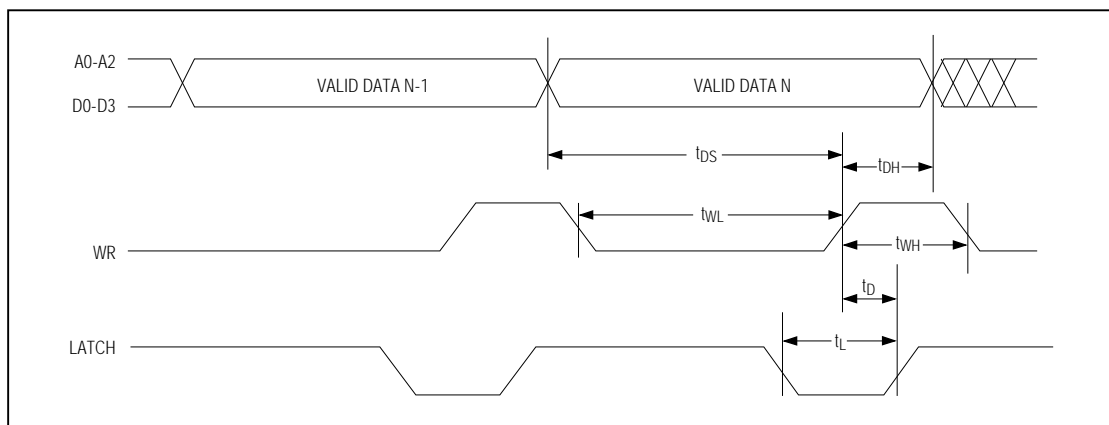 A0-A2
VALID DATA N-1
VALID DATA N
D0-D3
tDS
tDH
tWL
WR
tWH
tD
LATCH
tL